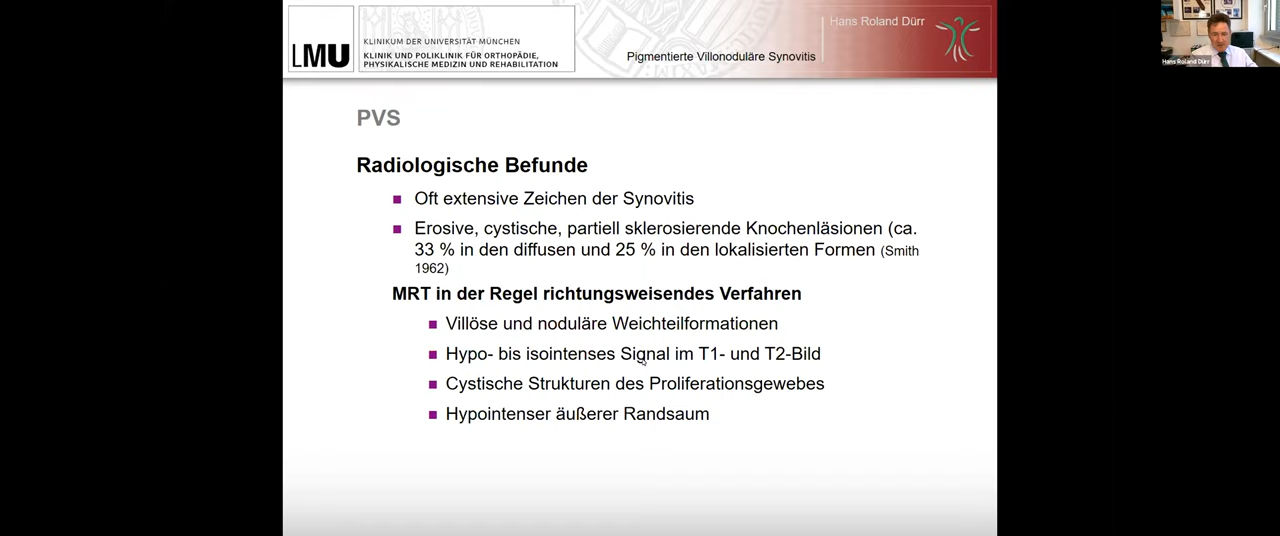 LMU
KLINIKUM DER UNIVERSITÄT MÜNCHEN
KLINIK UND POLIKLINIK FÜR ORTHOPÄDIE,
PHYSIKALISCHE MEDIZIN UND REHABILITATION
Pigmentierte Villonoduläre Synovitis
Hans Roland Dürr
Hans Roland Dürr
PVS
Radiologische Befunde
Oft extensive Zeichen der Synovitis
Erosive, cystische, partiell sklerosierende Knochenläsionen (ca.
33 % in den diffusen und 25 % in den lokalisierten Formen (Smith
1962)
MRT in der Regel richtungsweisendes Verfahren
Villöse und noduläre Weichteilformationen
Hypo- bis isointenses Signal im T1- und T2-Bild
Cystische Strukturen des Proliferationsgewebes
Hypointenser äußerer Randsaum